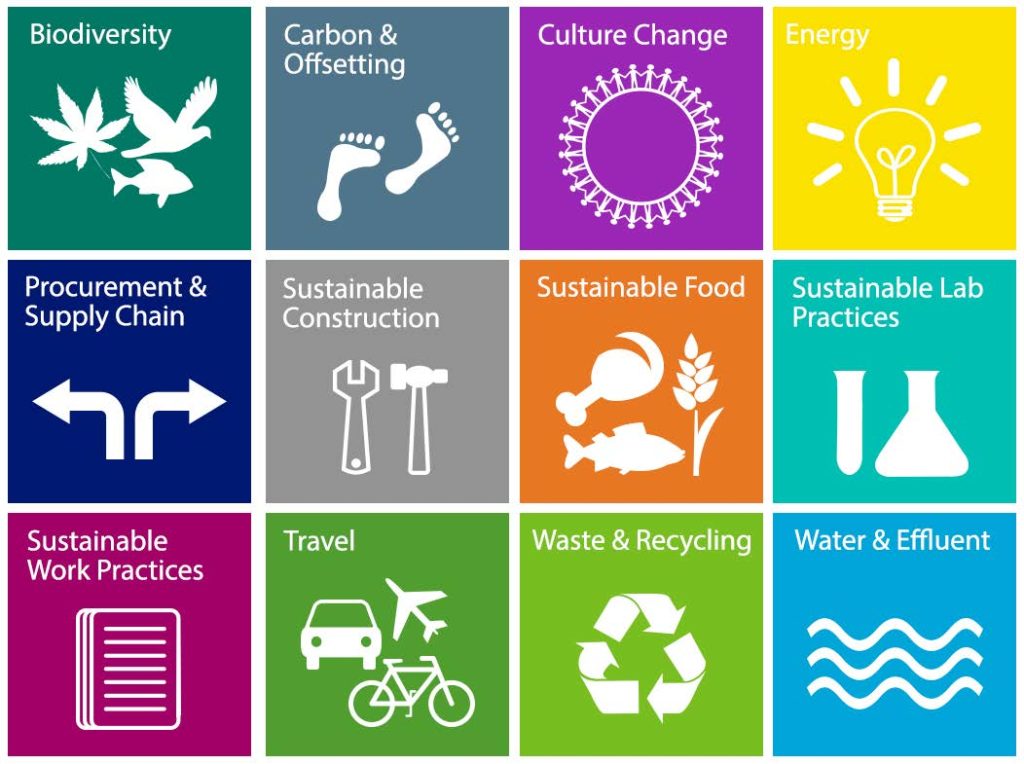 Biodiversity
Carbon &
Offsetting
Culture Change
Energy
Procurement &
Supply Chain
Sustainable
Construction
Sustainable Food
Sustainable Lab
Practices
Sustainable
Work Practices
Travel
Waste & Recycling
Water & Effluent